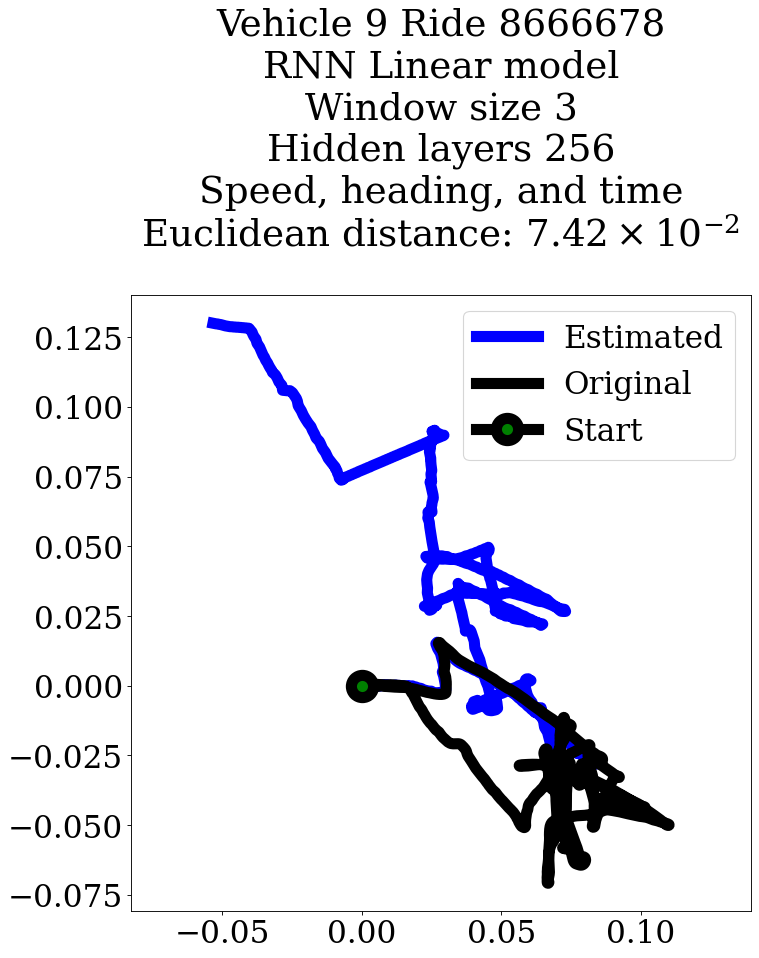 Vehicle 9 Ride 8666678
RNN Linear model
Window size 3
Hidden layers 256
Speed, heading, and time
Euclidean distance: 7.42 × 10⁻²
Estimated
Original
Start
0.125
0.100
0.075
0.050
0.025
0.000
−0.025
−0.050
−0.075
−0.05 0.00 0.05 0.10